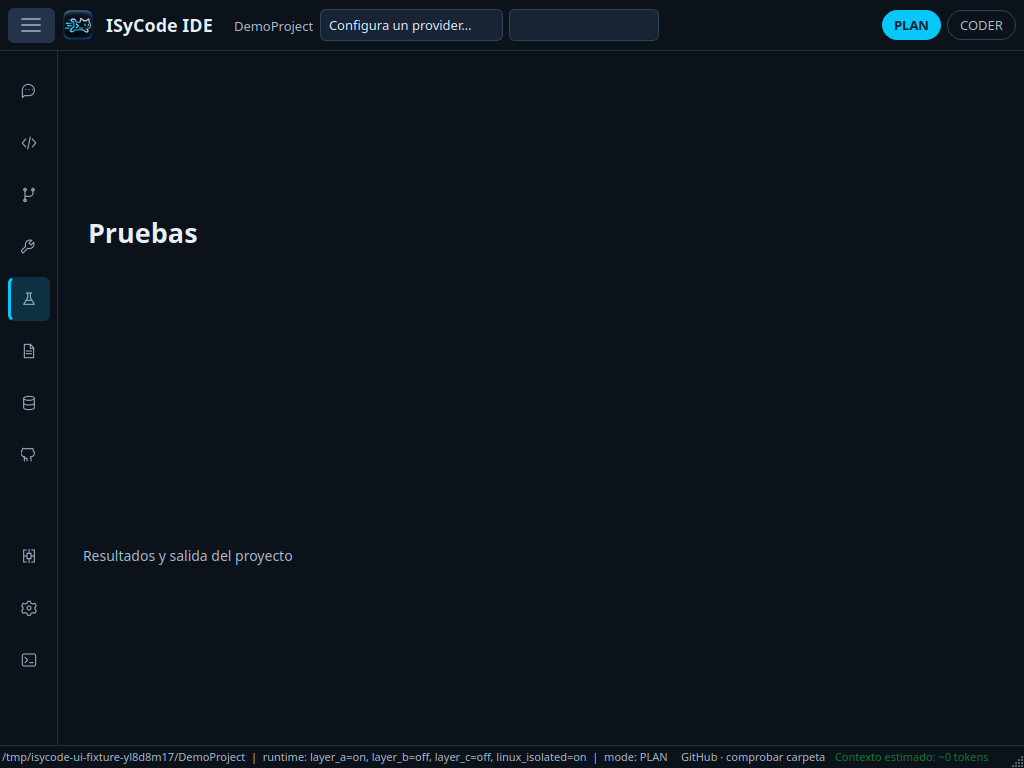 ISyCode IDE DemoProject Configura un provider... PLAN CODER
Pruebas
Resultados y salida del proyecto
/tmp/isycode-ui-fixture-yl8d8m17/DemoProject | runtime: layer_a=on, layer_b=off, layer_c=off, linux_isolated=on | mode: PLAN GitHub · comprobar carpeta Contexto estimado: ~0 tokens